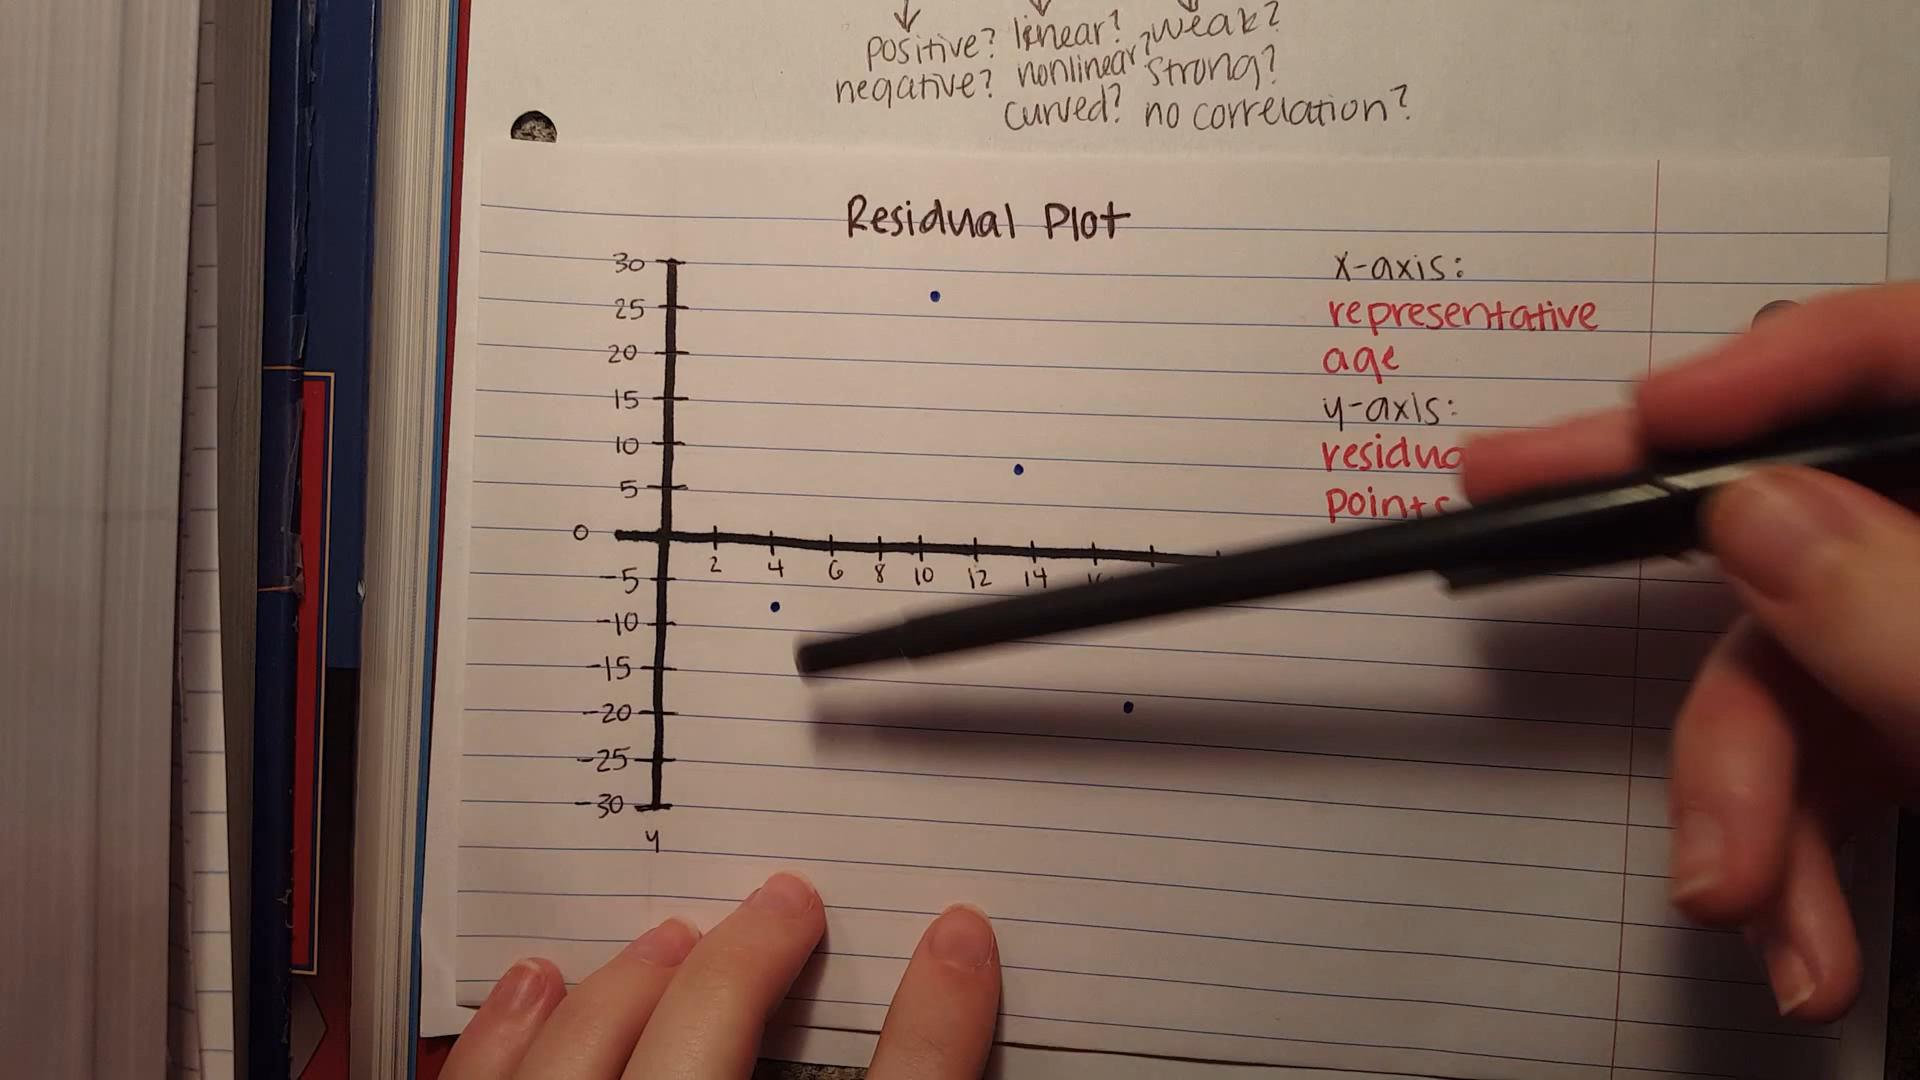 positive? linear? weak?
negative? nonlinear? strong?
curved? no correlation?
Residual Plot
30
25
20
15
10
5
0
2 4 6 8 10 12 14
-5
-10
-15
-20
-25
-30
y
x-axis:
representative
age
y-axis: